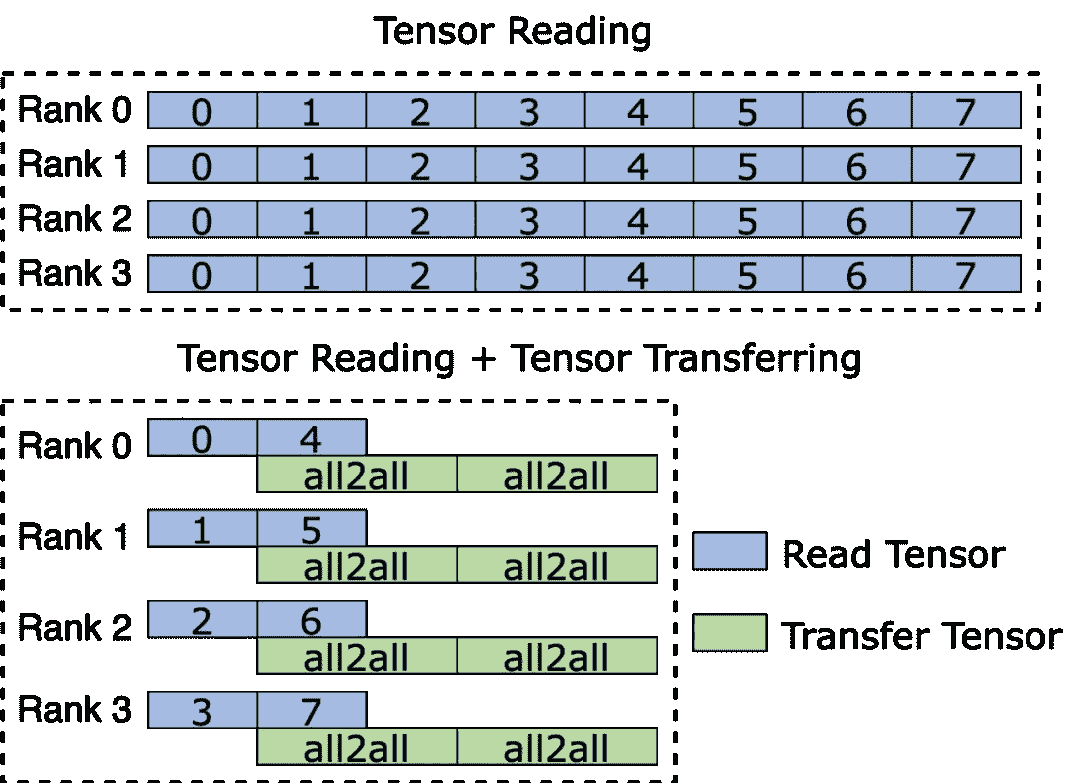 Tensor Reading
Rank 0 0 1 2 3 4 5 6 7
Rank 1 0 1 2 3 4 5 6 7
Rank 2 0 1 2 3 4 5 6 7
Rank 3 0 1 2 3 4 5 6 7
Tensor Reading + Tensor Transferring
Rank 0 0 4
all2all all2all
Rank 1 1 5
all2all all2all
Rank 2 2 6
all2all all2all
Rank 3 3 7
all2all all2all
Read Tensor
Transfer Tensor